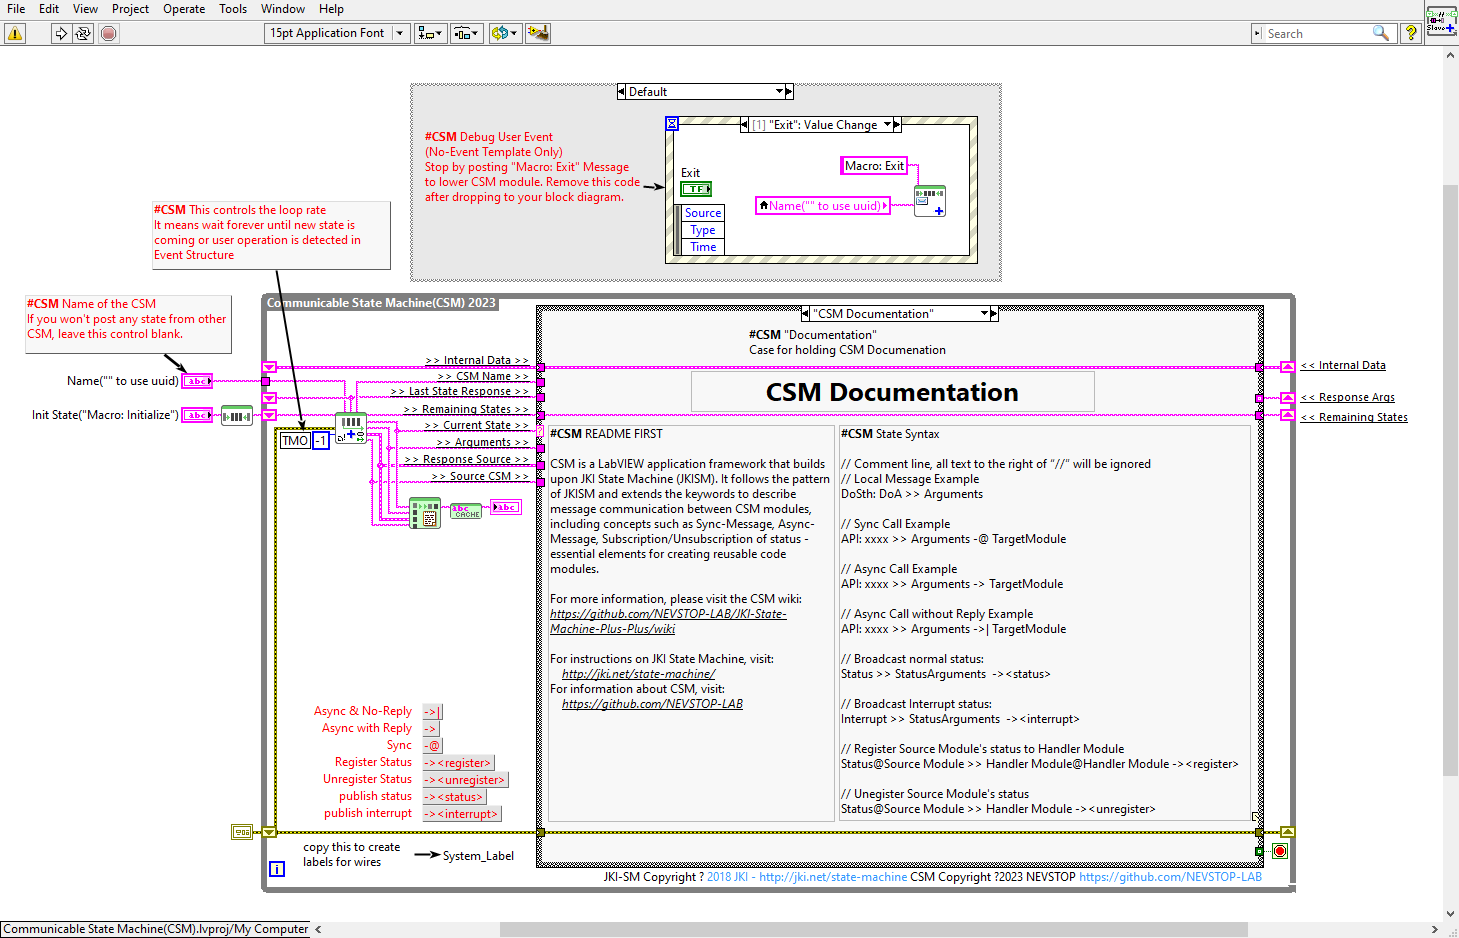 File Edit View Project Operate Tools Window Help
15pt Application Font
Search
Slave
Default
#CSM Debug User Event
(No-Event Template Only)
Stop by posting "Macro: Exit" Message
to lower CSM module. Remove this code
after dropping to your block diagram.
[1] "Exit": Value Change
Macro: Exit
Exit
TF
Name("" to use uuid)
Source
Type
Time
#CSM This controls the loop rate
It means wait forever until new state is
coming or user operation is detected in
Event Structure
#CSM Name of the CSM
If you won't post any state from other
CSM, leave this control blank.
Communicable State Machine(CSM) 2023
"CSM Documentation"
#CSM "Documentation"
Case for holding CSM Documenation
Name("" to use uuid) abc
Init State("Macro: Initialize") abc
TMO -1
>> Internal Data >>
>> CSM Name >>
>> Last State Response >>
>> Remaining States >>
>> Current State >>
>> Arguments >>
>> Response Source >>
>> Source CSM >>
abc
CACHE
abc
<< Internal Data
<< Response Args
<< Remaining States
CSM Documentation
#CSM README FIRST
CSM is a LabVIEW application framework that builds
upon JKI State Machine (JKISM). It follows the pattern
of JKISM and extends the keywords to describe
message communication between CSM modules,
including concepts such as Sync-Message, Async-
Message, Subscription/Unsubscription of status -
essential elements for creating reusable code
modules.
For more information, please visit the CSM wiki:
https://github.com/NEVSTOP-LAB/JKI-State-
Machine-Plus-Plus/wiki
For instructions on JKI State Machine, visit:
http://jki.net/state-machine/
For information about CSM, visit:
https://github.com/NEVSTOP-LAB
#CSM State Syntax
// Comment line, all text to the right of "//" will be ignored
// Local Message Example
DoSth: DoA >> Arguments
// Sync Call Example
API: xxxx >> Arguments -@ TargetModule
// Async Call Example
API: xxxx >> Arguments -> TargetModule
// Async Call without Reply Example
API: xxxx >> Arguments ->| TargetModule
// Broadcast normal status:
Status >> StatusArguments -><status>
// Broadcast Interrupt status:
Interrupt >> StatusArguments -><interrupt>
// Register Source Module's status to Handler Module
Status@Source Module >> Handler Module@Handler Module -><register>
// Unegister Source Module's status
Status@Source Module >> Handler Module -><unregister>
Async & No-Reply ->|
Async with Reply ->
Sync -@
Register Status -><register>
Unregister Status -><unregister>
publish status -><status>
publish interrupt -><interrupt>
copy this to create
labels for wires
System_Label
i
JKI-SM Copyright ? 2018 JKI - http://jki.net/state-machine CSM Copyright ?2023 NEVSTOP https://github.com/NEVSTOP-LAB
Communicable State Machine(CSM).lvproj/My Computer